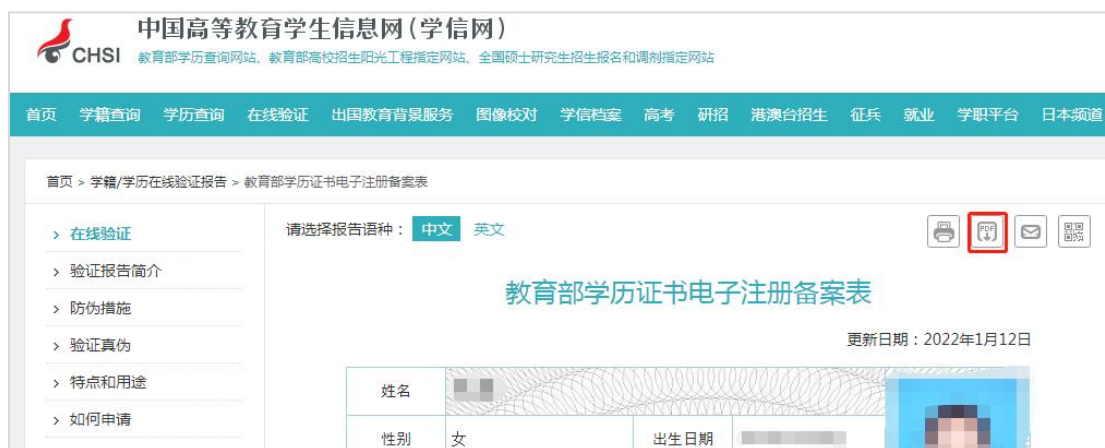 中国高等教育学生信息网(学信网)
CHSI 教育部学历查询网站、教育部高校招生阳光工程指定网站、全国硕士研究生招生报名和调剂指定网站
首页 学籍查询 学历查询 在线验证 出国教育背景服务 图像校对 学信档案 高考 研招 港澳台招生 征兵 就业 学职平台 日本频道
首页 > 学籍/学历在线验证报告 > 教育部学历证书电子注册备案表
> 在线验证
请选择报告语种: 中文 英文
PDF
> 验证报告简介
教育部学历证书电子注册备案表
> 防伪措施
更新日期:2022年1月12日
> 验证真伪
> 特点和用途
姓名
> 如何申请
性别 女 出生日期